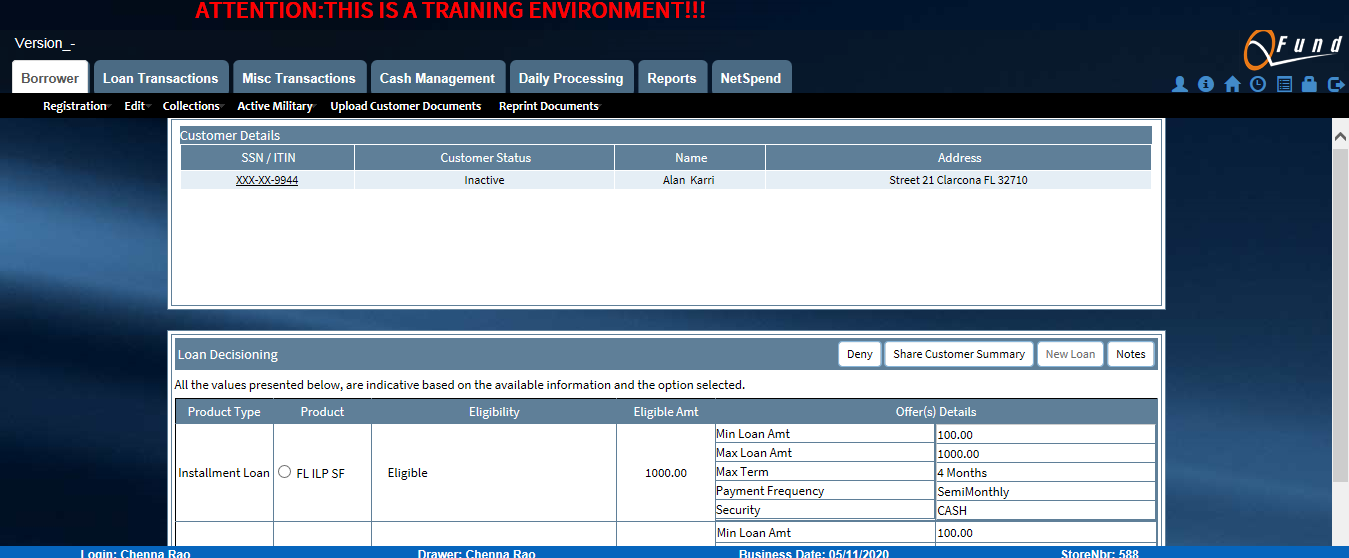 ATTENTION:THIS IS A TRAINING ENVIRONMENT!!!
Version_-
QFund
Borrower Loan Transactions Misc Transactions Cash Management Daily Processing Reports NetSpend
Registration Edit Collections Active Military Upload Customer Documents Reprint Documents
Customer Details
SSN / ITIN Customer Status Name Address
XXX-XX-9944 Inactive Alan Karri Street 21 Clarcona FL 32710
Loan Decisioning Deny Share Customer Summary New Loan Notes
All the values presented below, are indicative based on the available information and the option selected.
Product Type Product Eligibility Eligible Amt Offer(s) Details
Min Loan Amt 100.00
Max Loan Amt 1000.00
Installment Loan FL ILP SF Eligible 1000.00 Max Term 4 Months
Payment Frequency SemiMonthly
Security CASH
Min Loan Amt 100.00
Login: Chenna Rao Drawer: Chenna Rao Business Date: 05/11/2020 StoreNbr: 588